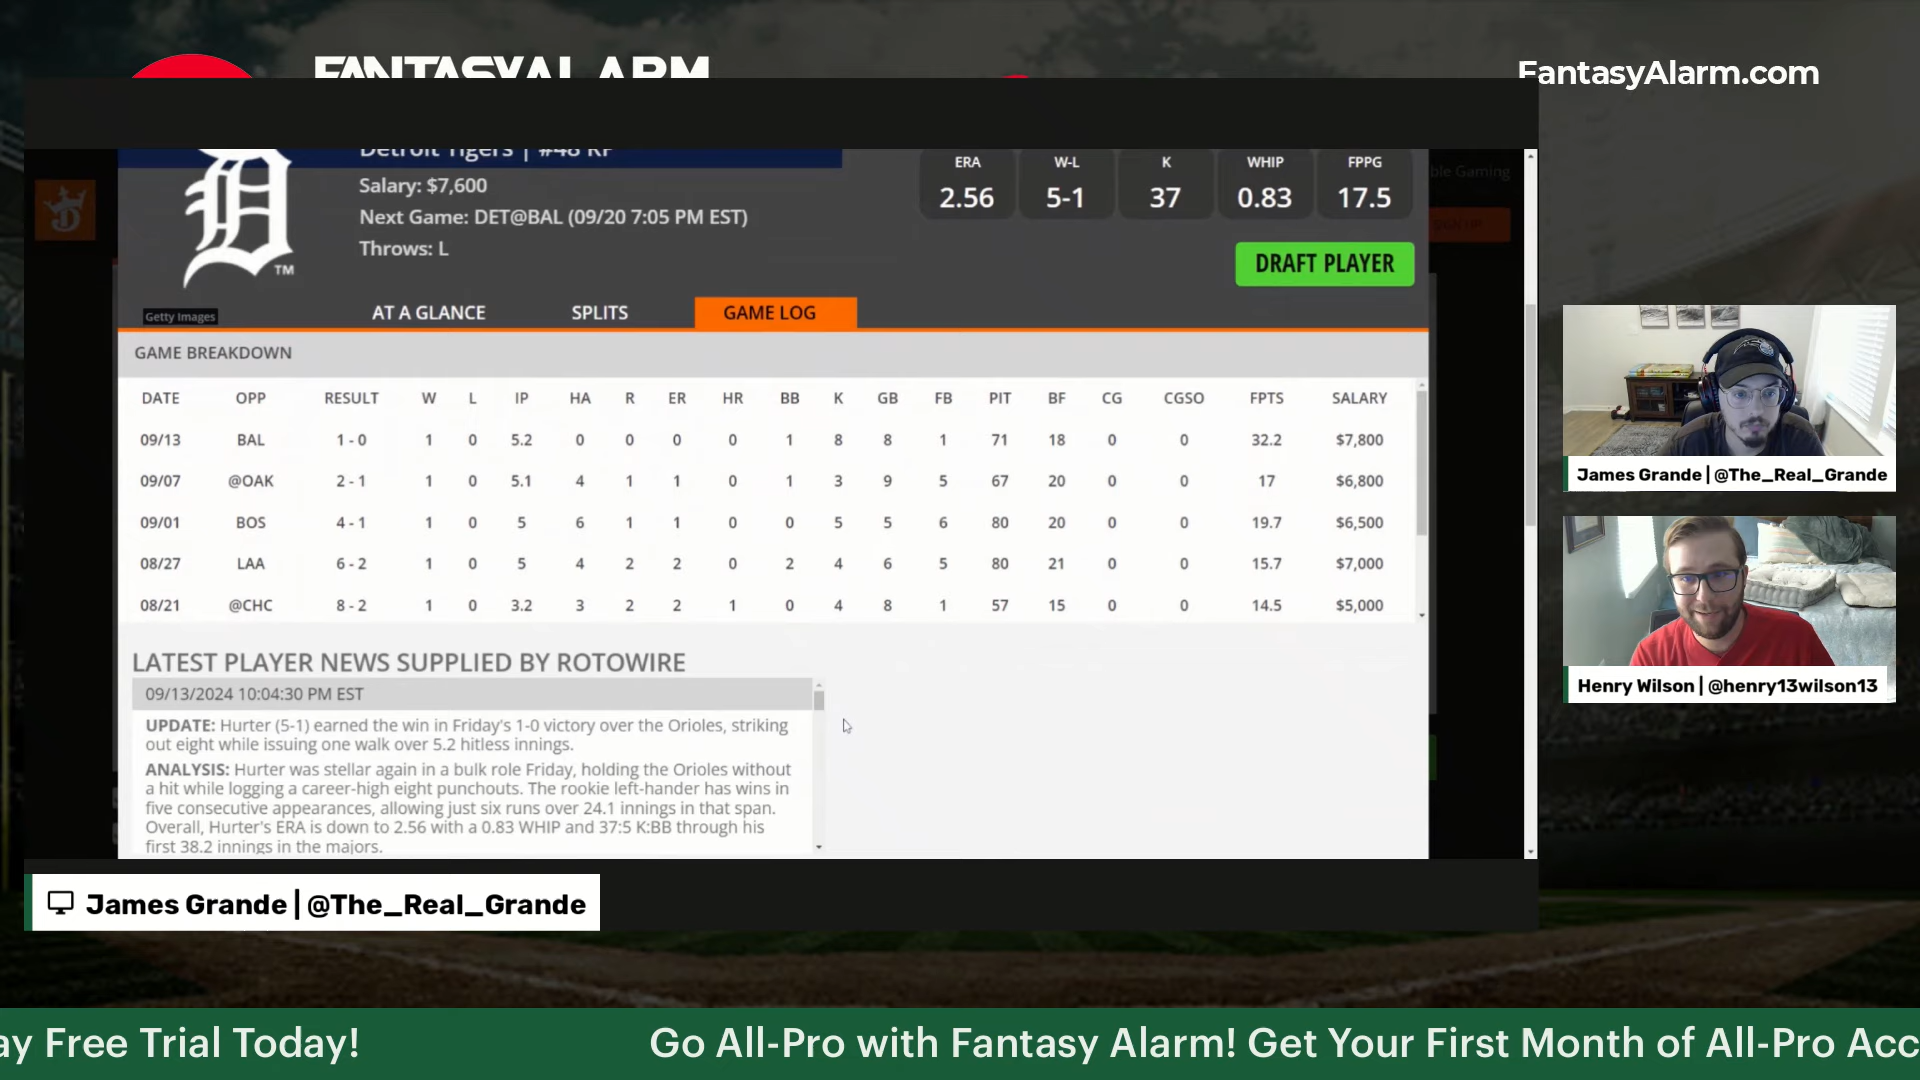 FANTASYALARM
FantasyAlarm.com
Detroit Tigers | #48 RP
Salary: $7,600
Next Game: DET@BAL (09/20 7:05 PM EST)
Throws: L
ERA W-L K WHIP FPPG
2.56 5-1 37 0.83 17.5
ble Gaming
SIGN UP
D
TM
DRAFT PLAYER
Getty Images
AT A GLANCE SPLITS GAME LOG
GAME BREAKDOWN
DATE OPP RESULT W L IP HA R ER HR BB K GB FB PIT BF CG CGSO FPTS SALARY
09/13 BAL 1 - 0 1 0 5.2 0 0 0 0 1 8 8 1 71 18 0 0 32.2 $7,800
09/07 @OAK 2 - 1 1 0 5.1 4 1 1 0 1 3 9 5 67 20 0 0 17 $6,800
09/01 BOS 4 - 1 1 0 5 6 1 1 0 0 5 5 6 80 20 0 0 19.7 $6,500
08/27 LAA 6 - 2 1 0 5 4 2 2 0 2 4 6 5 80 21 0 0 15.7 $7,000
08/21 @CHC 8 - 2 1 0 3.2 3 2 2 1 0 4 8 1 57 15 0 0 14.5 $5,000
LATEST PLAYER NEWS SUPPLIED BY ROTOWIRE
09/13/2024 10:04:30 PM EST
UPDATE: Hurter (5-1) earned the win in Friday's 1-0 victory over the Orioles, striking
out eight while issuing one walk over 5.2 hitless innings.
ANALYSIS: Hurter was stellar again in a bulk role Friday, holding the Orioles without
a hit while logging a career-high eight punchouts. The rookie left-hander has wins in
five consecutive appearances, allowing just six runs over 24.1 innings in that span.
Overall, Hurter's ERA is down to 2.56 with a 0.83 WHIP and 37:5 K:BB through his
first 38.2 innings in the majors.
James Grande | @The_Real_Grande
Henry Wilson | @henry13wilson13
James Grande | @The_Real_Grande
ay Free Trial Today! Go All-Pro with Fantasy Alarm! Get Your First Month of All-Pro Acc